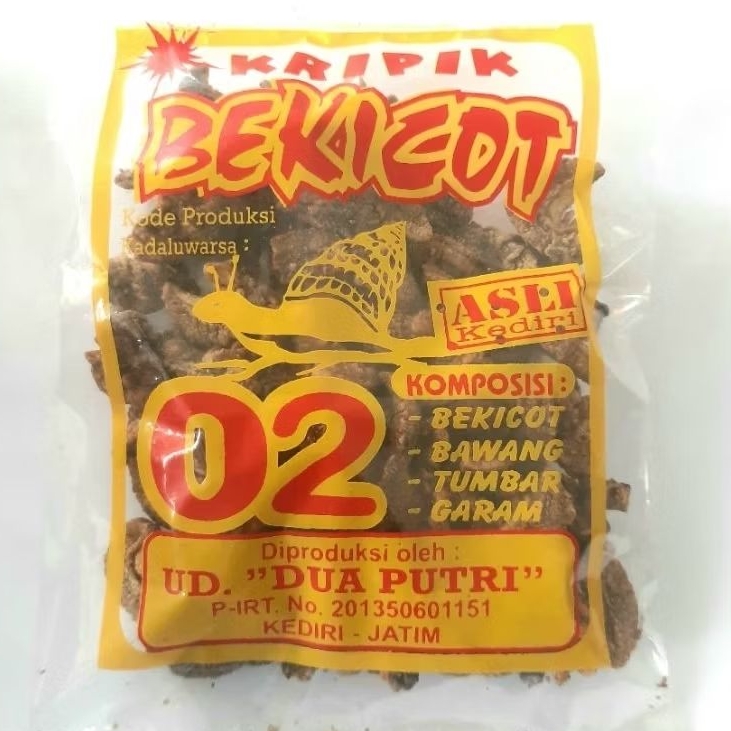 KRIPIK
BEKICOT
Kode Produksi
Kadaluwarsa :
ASLI
Kediri
02
KOMPOSISI :
- BEKICOT
- BAWANG
- TUMBAR
- GARAM
Diproduksi oleh :
UD. "DUA PUTRI"
P-IRT. No. 201350601151
KEDIRI - JATIM